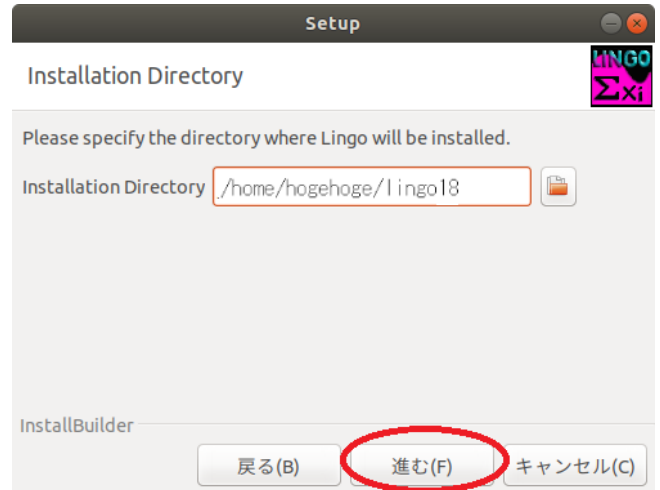 Setup
Installation Directory
LINGO
Σxi
Please specify the directory where Lingo will be installed.
Installation Directory /home/hogehoge/lingo18
InstallBuilder
戻る(B) 進む(F) キャンセル(C)